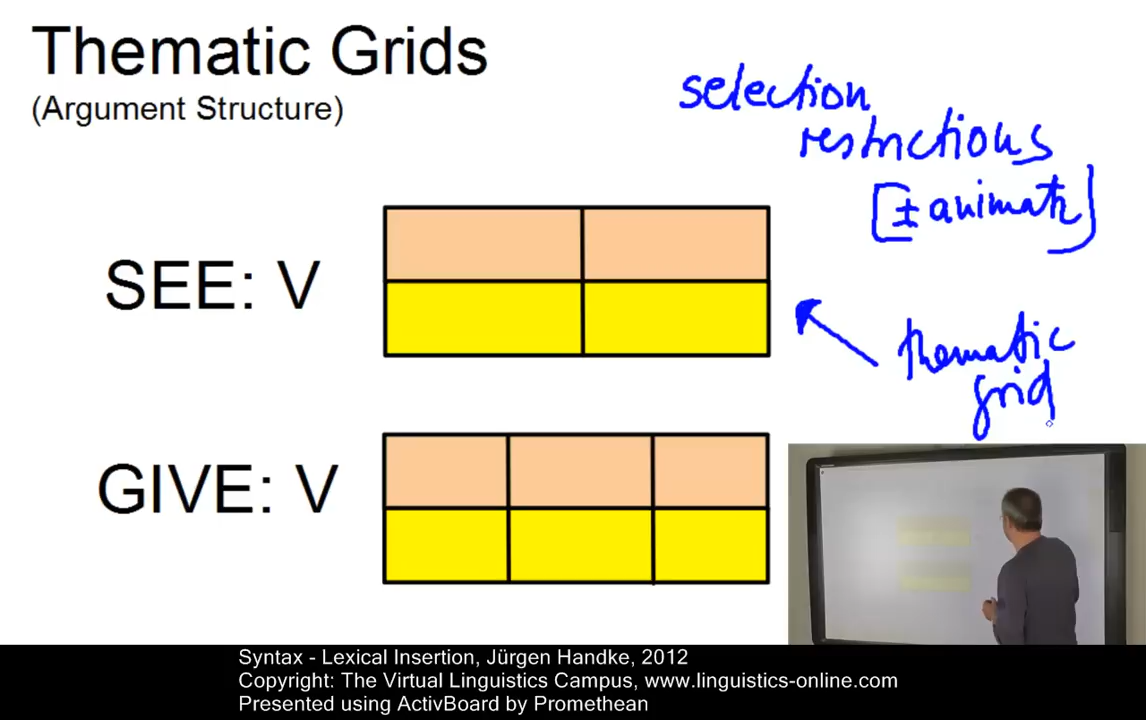 Thematic Grids
(Argument Structure)
selection
restrictions
[± animate]
SEE: V
thematic
grid
GIVE: V
Syntax - Lexical Insertion, Jürgen Handke, 2012
Copyright: The Virtual Linguistics Campus, www.linguistics-online.com
Presented using ActivBoard by Promethean